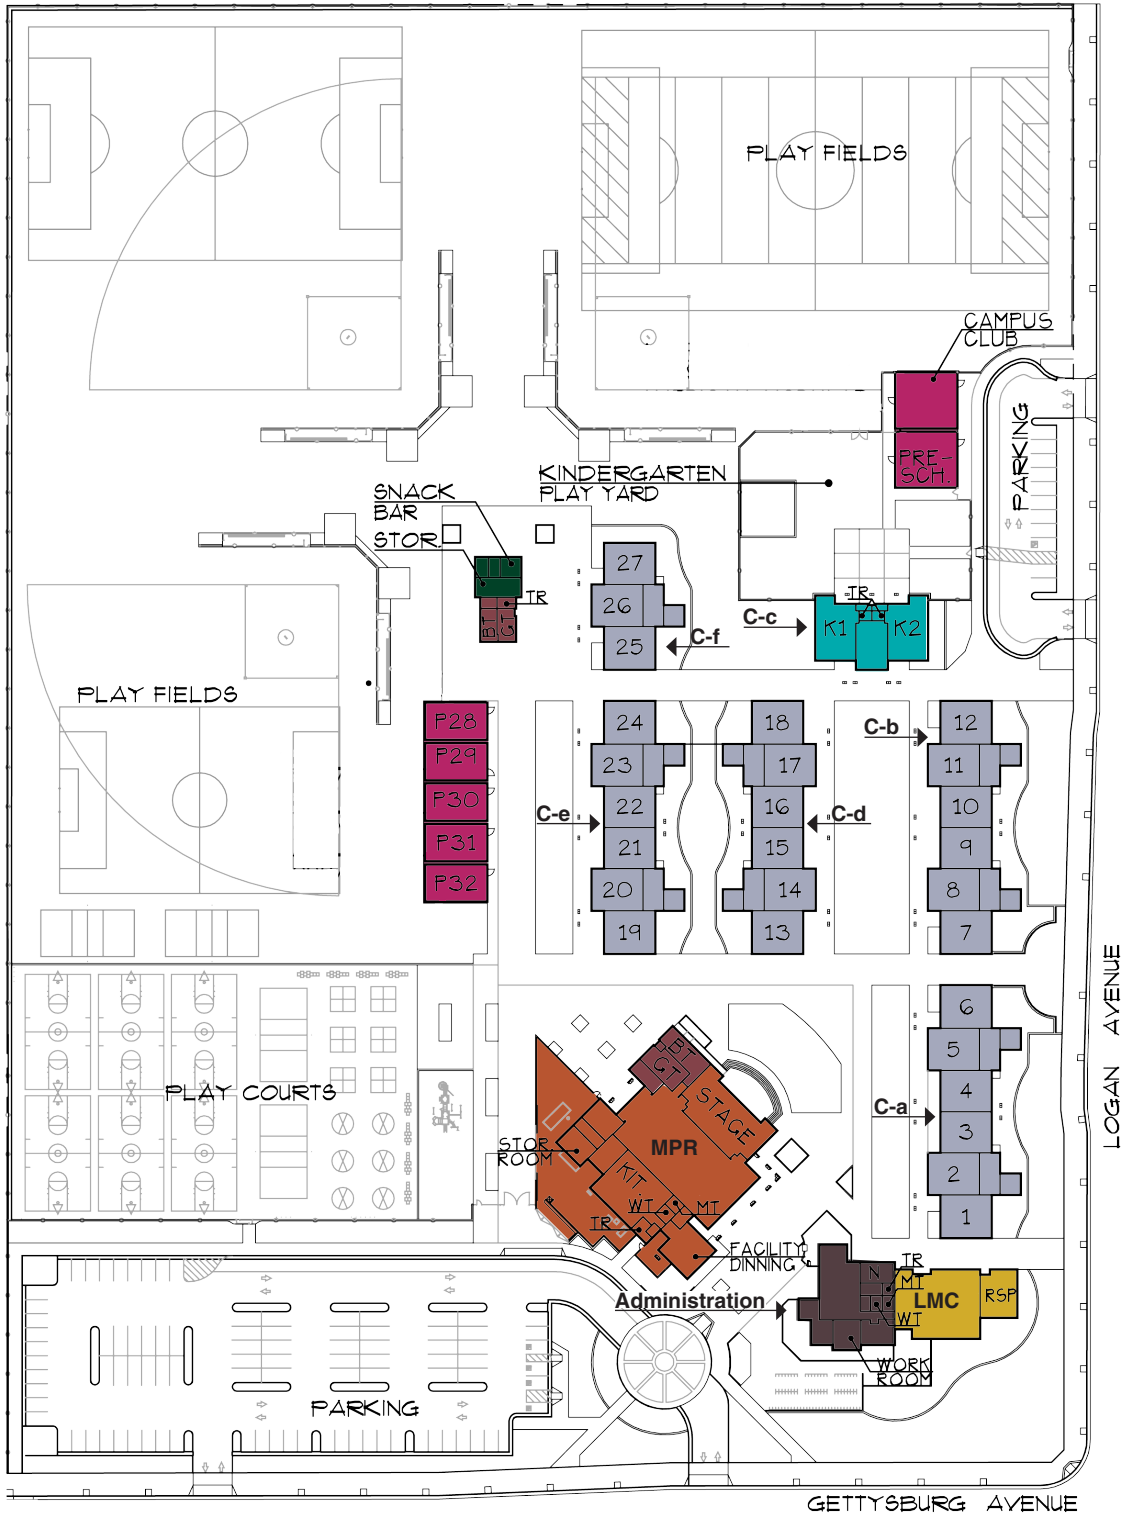 PLAY FIELDS
CAMPUS
CLUB
PARKING
PRE-
SCH.
KINDERGARTEN
PLAY YARD
SNACK
BAR
STOR.
TR
BT
GT
27
26
25
C-f
C-c
TR
K1
K2
PLAY FIELDS
P28
P29
P30
P31
P32
24
23
22
21
20
19
C-e
18
17
16
15
14
13
C-d
C-b
12
11
10
9
8
7
6
5
4
3
2
1
C-a
LOGAN AVENUE
PLAY COURTS
BT
GT
STAGE
MPR
STOR
ROOM
KIT
WT
MT
TR
FACILITY
DINNING
Administration
N
TR
MT
WT
LMC
RSP
WORK
ROOM
PARKING
GETTYSBURG AVENUE